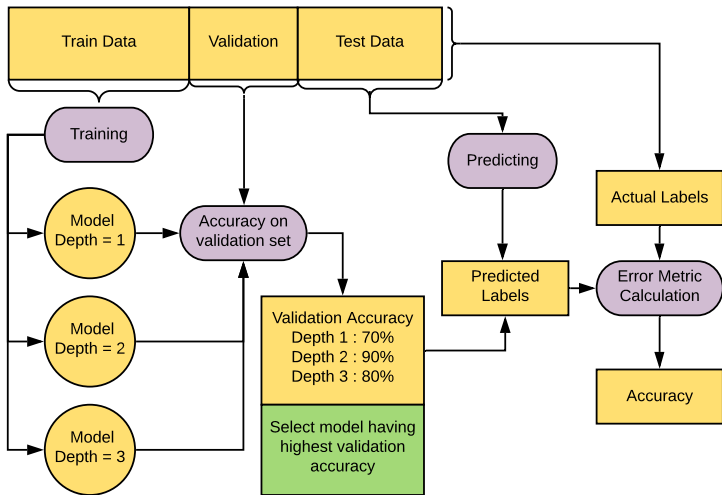 Train Data
Validation
Test Data
Training
Predicting
Model
Depth = 1
Accuracy on
validation set
Actual Labels
Predicted
Labels
Error Metric
Calculation
Model
Depth = 2
Validation Accuracy
Depth 1 : 70%
Depth 2 : 90%
Depth 3 : 80%
Accuracy
Model
Depth = 3
Select model having
highest validation
accuracy